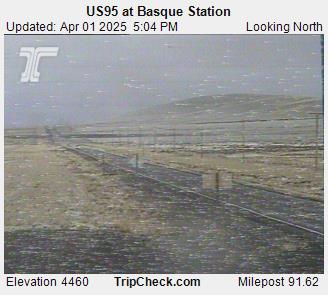 US95 at Basque Station
Updated: Apr 01 2025 5:04 PM Looking North
Elevation 4460 TripCheck.com Milepost 91.62